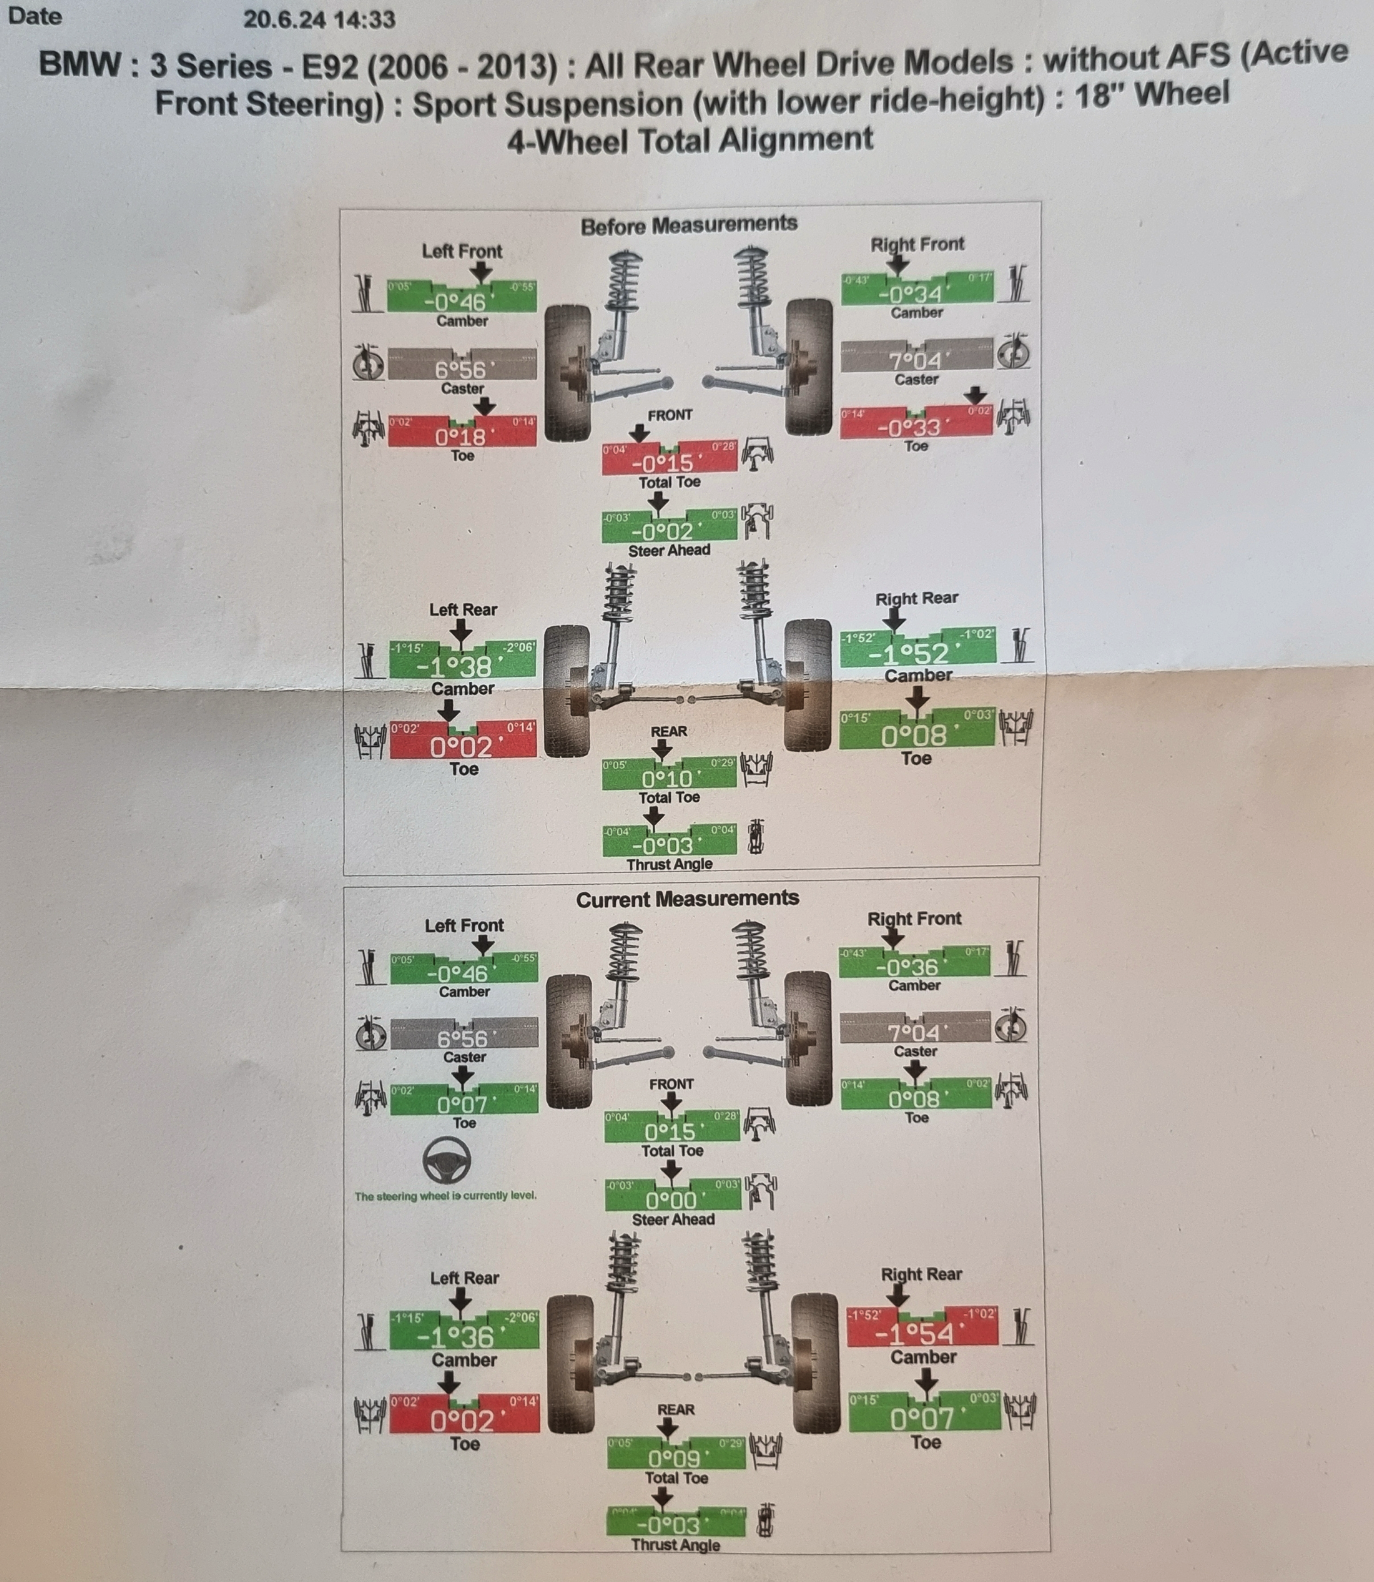 Date 20.6.24 14:33
BMW : 3 Series - E92 (2006 - 2013) : All Rear Wheel Drive Models : without AFS (Active
Front Steering) : Sport Suspension (with lower ride-height) : 18" Wheel
4-Wheel Total Alignment
Before Measurements
Left Front
0°05' -0°55'
-0°46'
Camber
6°56'
Caster
0°02' 0°14'
0°18'
Toe
Right Front
-0°43' 0°17'
-0°34'
Camber
7°04'
Caster
0°14' 0°02'
-0°33'
Toe
FRONT
0°04' 0°28'
-0°15'
Total Toe
-0°03' 0°03'
-0°02'
Steer Ahead
Left Rear
-1°15' -2°06'
-1°38'
Camber
0°02' 0°14'
0°02'
Toe
Right Rear
-1°52' -1°02'
-1°52'
Camber
0°15' 0°03'
0°08'
Toe
REAR
0°05' 0°29'
0°10'
Total Toe
-0°04' 0°04'
-0°03'
Thrust Angle
Current Measurements
Left Front
0°05' -0°55'
-0°46'
Camber
6°56'
Caster
0°02' 0°14'
0°07'
Toe
The steering wheel is currently level.
Right Front
-0°43' 0°17'
-0°36'
Camber
7°04'
Caster
0°14' 0°02'
0°08'
Toe
FRONT
0°04' 0°28'
0°15'
Total Toe
-0°03' 0°03'
0°00'
Steer Ahead
Left Rear
-1°15' -2°06'
-1°36'
Camber
0°02' 0°14'
0°02'
Toe
Right Rear
-1°52' -1°02'
-1°54'
Camber
0°15' 0°03'
0°07'
Toe
REAR
0°05' 0°29'
0°09'
Total Toe
-0°03'
Thrust Angle